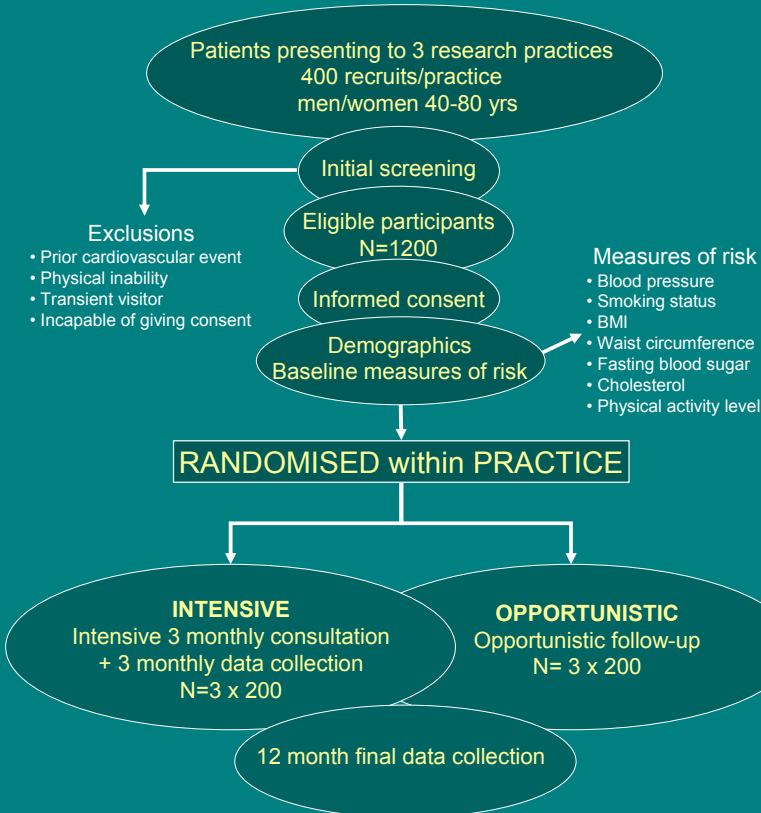 Patients presenting to 3 research practices
400 recruits/practice
men/women 40-80 yrs
Initial screening
Exclusions
• Prior cardiovascular event
• Physical inability
• Transient visitor
• Incapable of giving consent
Eligible participants
N=1200
Informed consent
Demographics
Baseline measures of risk
Measures of risk
• Blood pressure
• Smoking status
• BMI
• Waist circumference
• Fasting blood sugar
• Cholesterol
• Physical activity level
RANDOMISED within PRACTICE
INTENSIVE
Intensive 3 monthly consultation
+ 3 monthly data collection
N=3 x 200
OPPORTUNISTIC
Opportunistic follow-up
N= 3 x 200
12 month final data collection